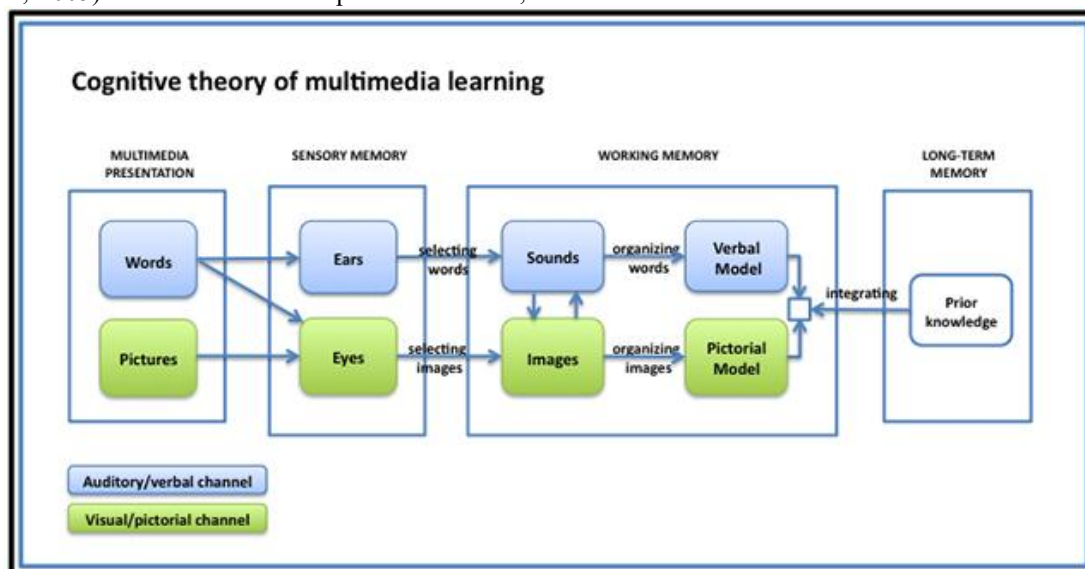 Cognitive theory of multimedia learning
MULTIMEDIA
PRESENTATION
SENSORY MEMORY
WORKING MEMORY
LONG-TERM
MEMORY
Words
Ears
selecting
words
Sounds
organizing
words
Verbal
Model
integrating
Prior
knowledge
Pictures
Eyes
selecting
images
Images
organizing
images
Pictorial
Model
Auditory/verbal channel
Visual/pictorial channel